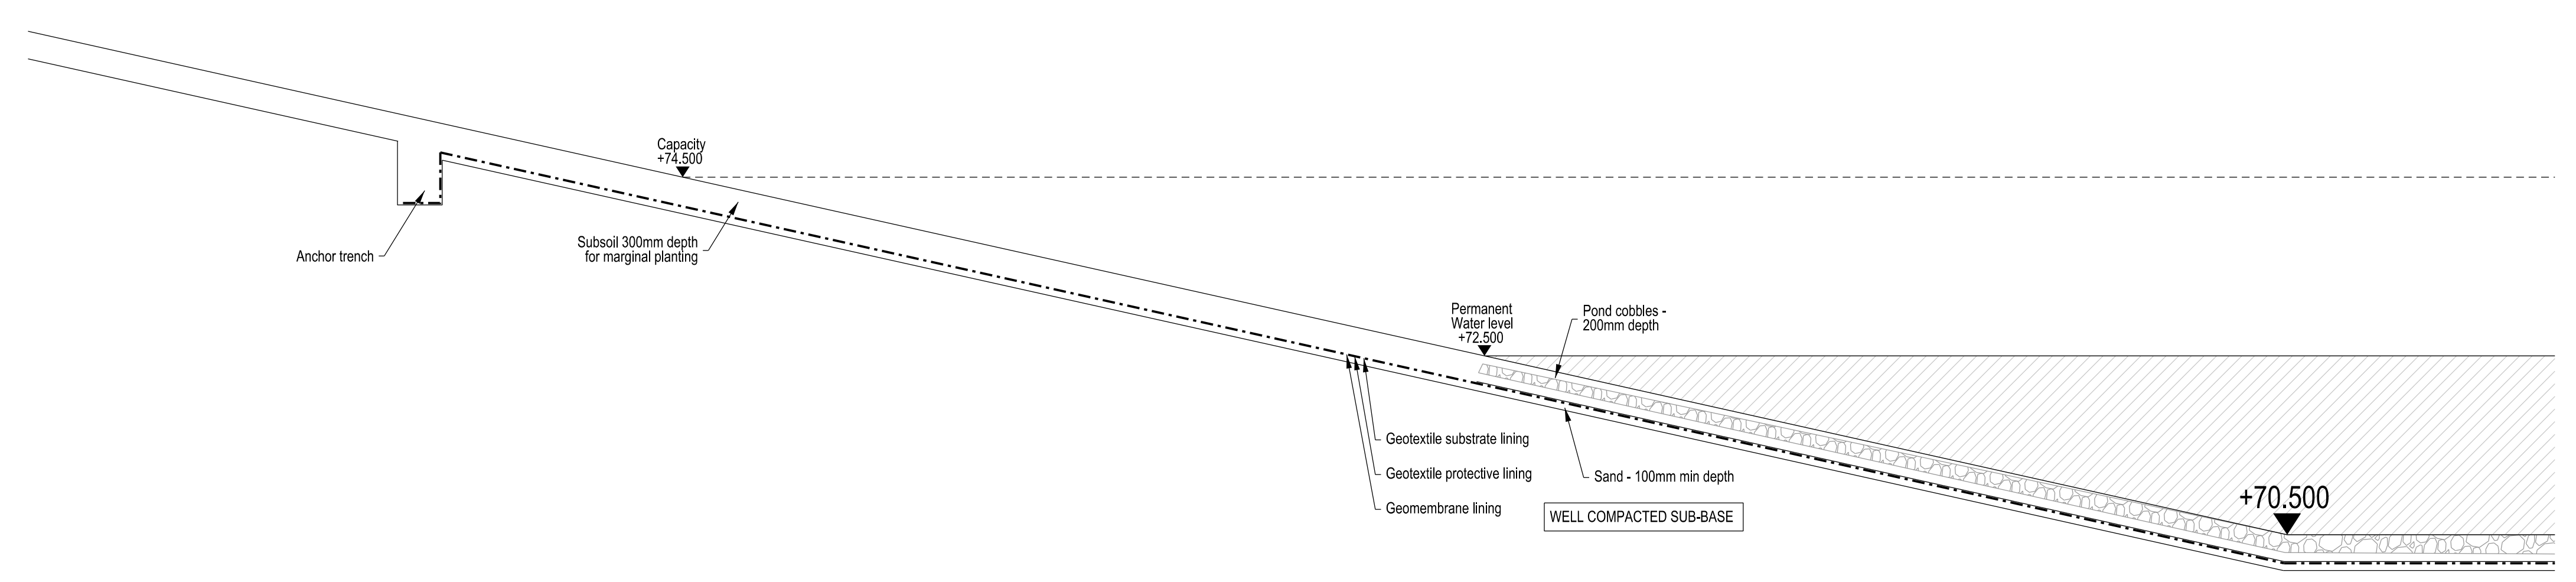 Capacity
+74.500
Anchor trench
Subsoil 300mm depth
for marginal planting
Permanent
Water level
+72.500
Pond cobbles -
200mm depth
Geotextile substrate lining
Geotextile protective lining
Geomembrane lining
Sand - 100mm min depth
WELL COMPACTED SUB-BASE
+70.500